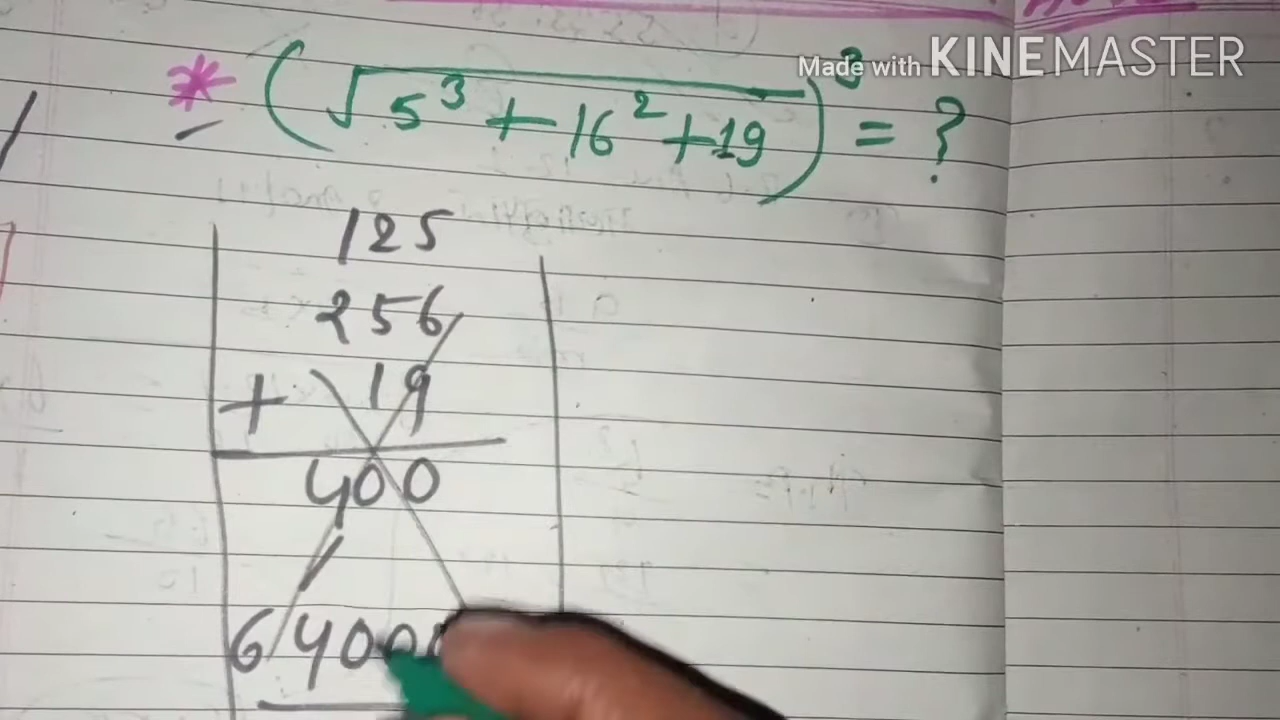 Made with KINEMASTER
* (√5³ + 16² + 19)³ = ?
125
256
+ 19
400
6400